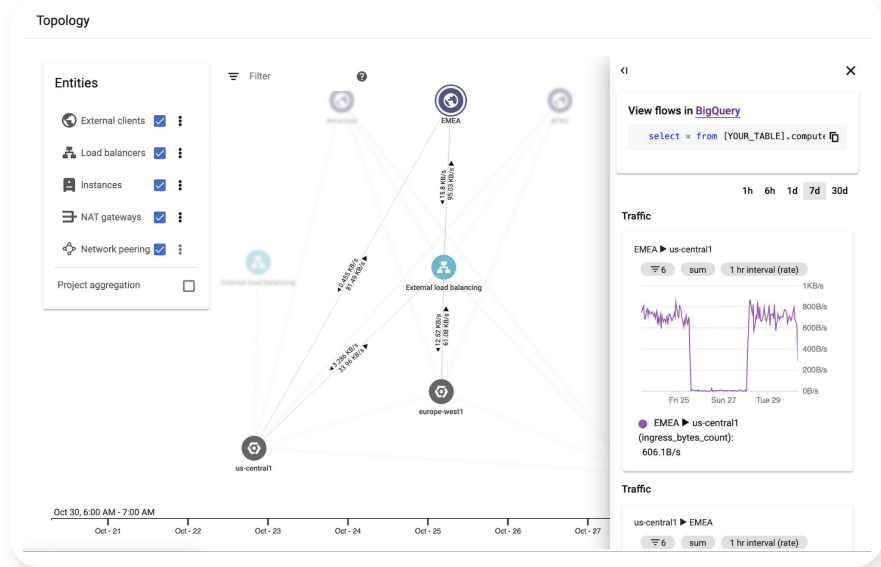 Topology
Entities
External clients
Load balancers
Instances
NAT gateways
Network peering
Project aggregation
Filter
Americas
EMEA
APAC
15.8 KB/s
95.03 KB/s
0.455 KB/s
81.49 KB/s
Internal load balancing
External load balancing
3.286 KB/s
33.96 KB/s
12.52 KB/s
61.08 KB/s
europe-west1
us-central1
Oct 30, 6:00 AM - 7:00 AM
Oct - 21
Oct - 22
Oct - 23
Oct - 24
Oct - 25
Oct - 26
Oct - 27
View flows in BigQuery
select * from [YOUR_TABLE].compute
1h 6h 1d 7d 30d
Traffic
EMEA ▶ us-central1
6 sum 1 hr interval (rate)
1KB/s
800B/s
600B/s
400B/s
200B/s
0B/s
Fri 25 Sun 27 Tue 29
EMEA ▶ us-central1
(ingress_bytes_count):
606.1B/s
Traffic
us-central1 ▶ EMEA
6 sum 1 hr interval (rate)